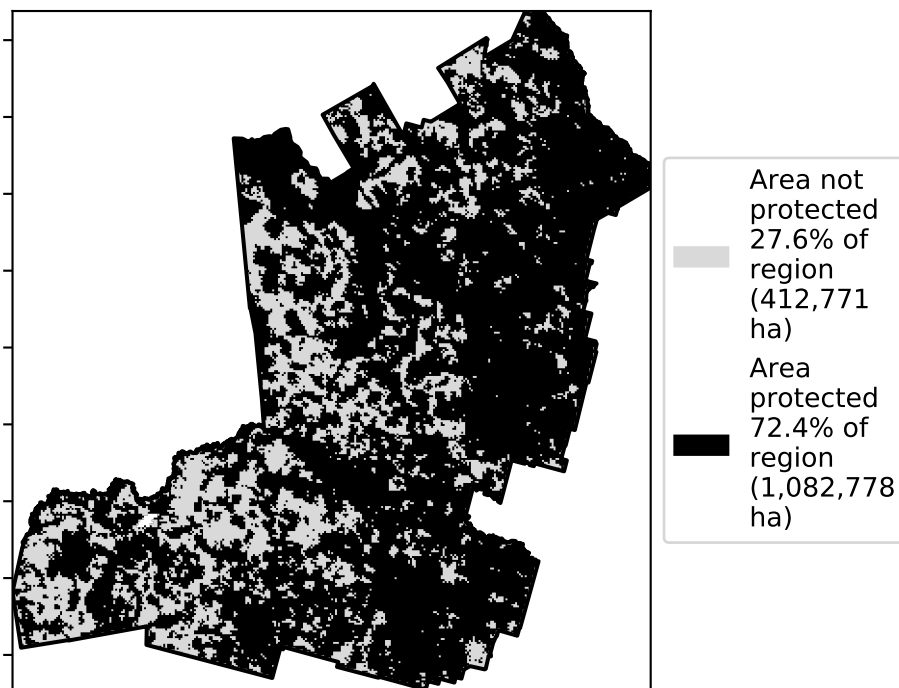 Area not
protected
27.6% of
region
(412,771
ha)
Area
protected
72.4% of
region
(1,082,778
ha)